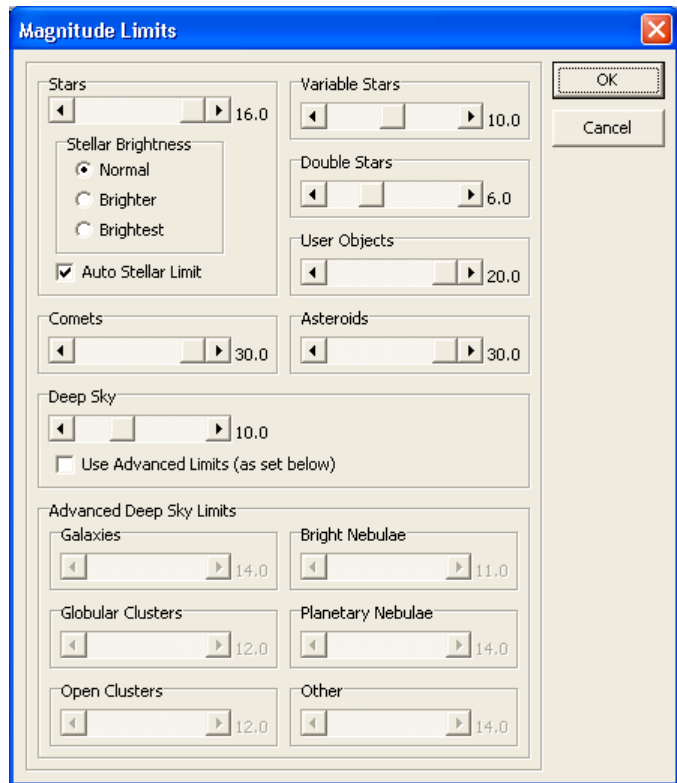 Magnitude Limits
Stars
16.0
Stellar Brightness
Normal
Brighter
Brightest
Auto Stellar Limit
Variable Stars
10.0
Double Stars
6.0
User Objects
20.0
OK
Cancel
Comets
30.0
Asteroids
30.0
Deep Sky
10.0
Use Advanced Limits (as set below)
Advanced Deep Sky Limits
Galaxies
14.0
Bright Nebulae
11.0
Globular Clusters
12.0
Planetary Nebulae
14.0
Open Clusters
12.0
Other
14.0